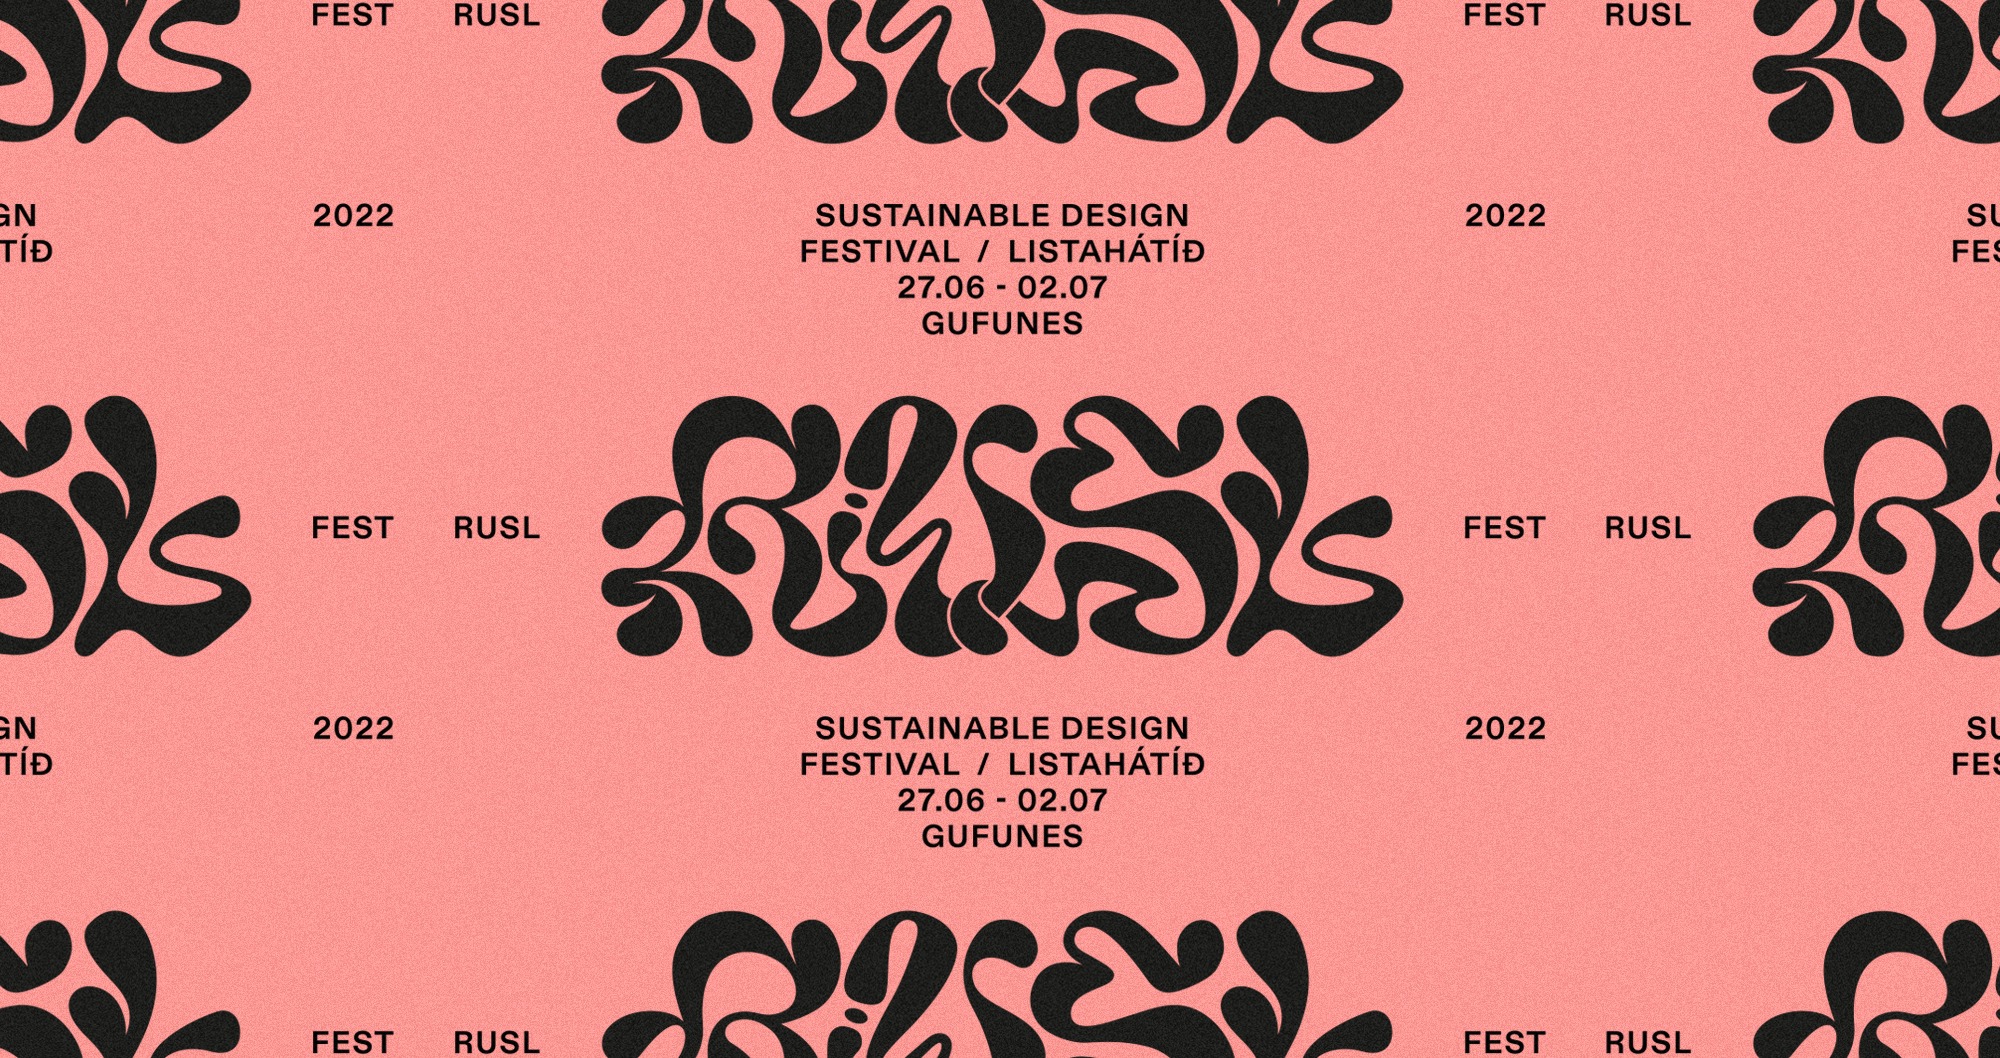 FEST RUSL FEST RUSL
2022 SUSTAINABLE DESIGN 2022
FESTIVAL / LISTAHÁTÍÐ
27.06 - 02.07
GUFUNES
FEST RUSL RUSL FEST RUSL
2022 SUSTAINABLE DESIGN 2022
FESTIVAL / LISTAHÁTÍÐ
27.06 - 02.07
GUFUNES
FEST RUSL FEST RUSL